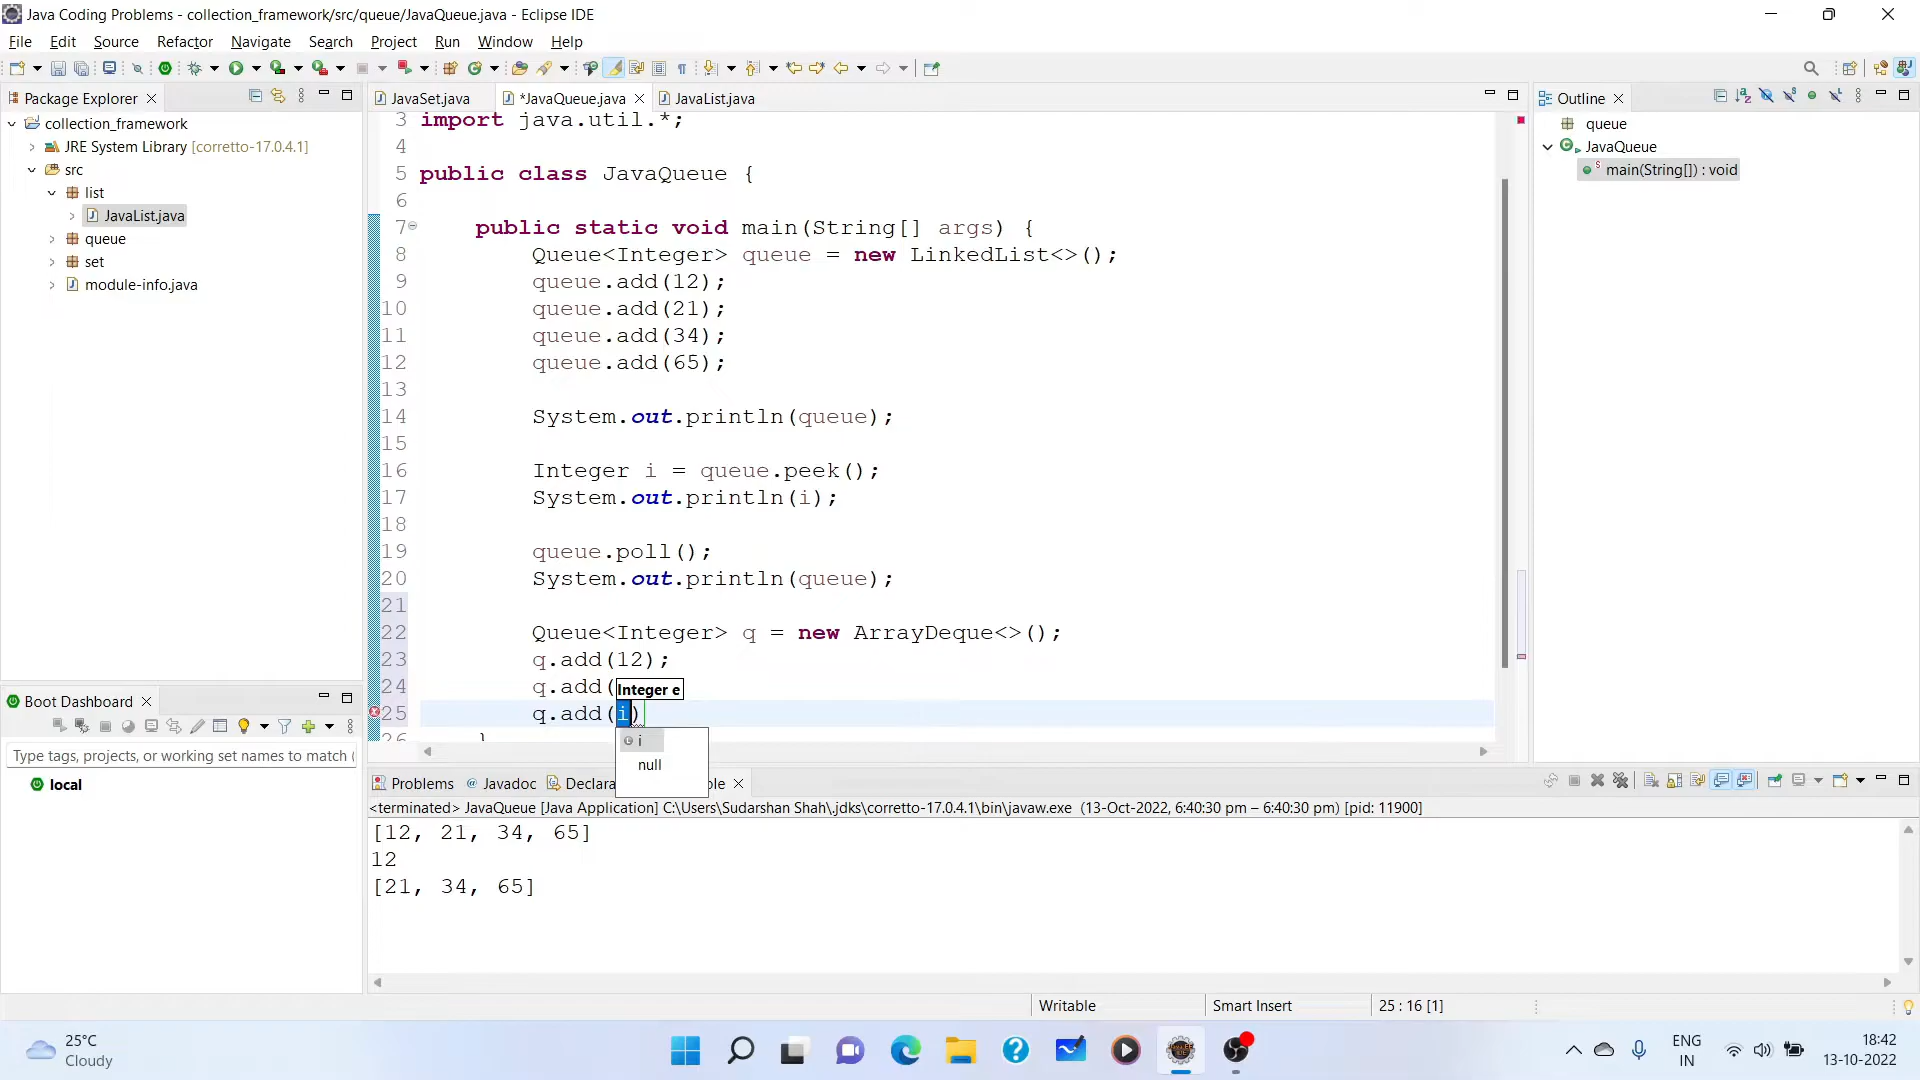 Java Coding Problems - collection_framework/src/queue/JavaQueue.java - Eclipse IDE
File Edit Source Refactor Navigate Search Project Run Window Help
Package Explorer
JavaSet.java
*JavaQueue.java
JavaList.java
Outline
collection_framework
JRE System Library [corretto-17.0.4.1]
src
list
JavaList.java
queue
set
module-info.java
3 import java.util.*;
4
5 public class JavaQueue {
6
7 public static void main(String[] args) {
8 Queue<Integer> queue = new LinkedList<>();
9 queue.add(12);
10 queue.add(21);
11 queue.add(34);
12 queue.add(65);
13
14 System.out.println(queue);
15
16 Integer i = queue.peek();
17 System.out.println(i);
18
19 queue.poll();
20 System.out.println(queue);
21
22 Queue<Integer> q = new ArrayDeque<>();
23 q.add(12);
24 q.add(
Integer e
25 q.add(i)
26 }
i
null
queue
JavaQueue
main(String[]) : void
Boot Dashboard
Type tags, projects, or working set names to match (
local
Problems
Javadoc
Declara
le
<terminated> JavaQueue [Java Application] C:\Users\Sudarshan Shah\.jdks\corretto-17.0.4.1\bin\javaw.exe (13-Oct-2022, 6:40:30 pm – 6:40:30 pm) [pid: 11900]
[12, 21, 34, 65]
12
[21, 34, 65]
Writable
Smart Insert
25 : 16 [1]
25°C
Cloudy
ENG
IN
18:42
13-10-2022